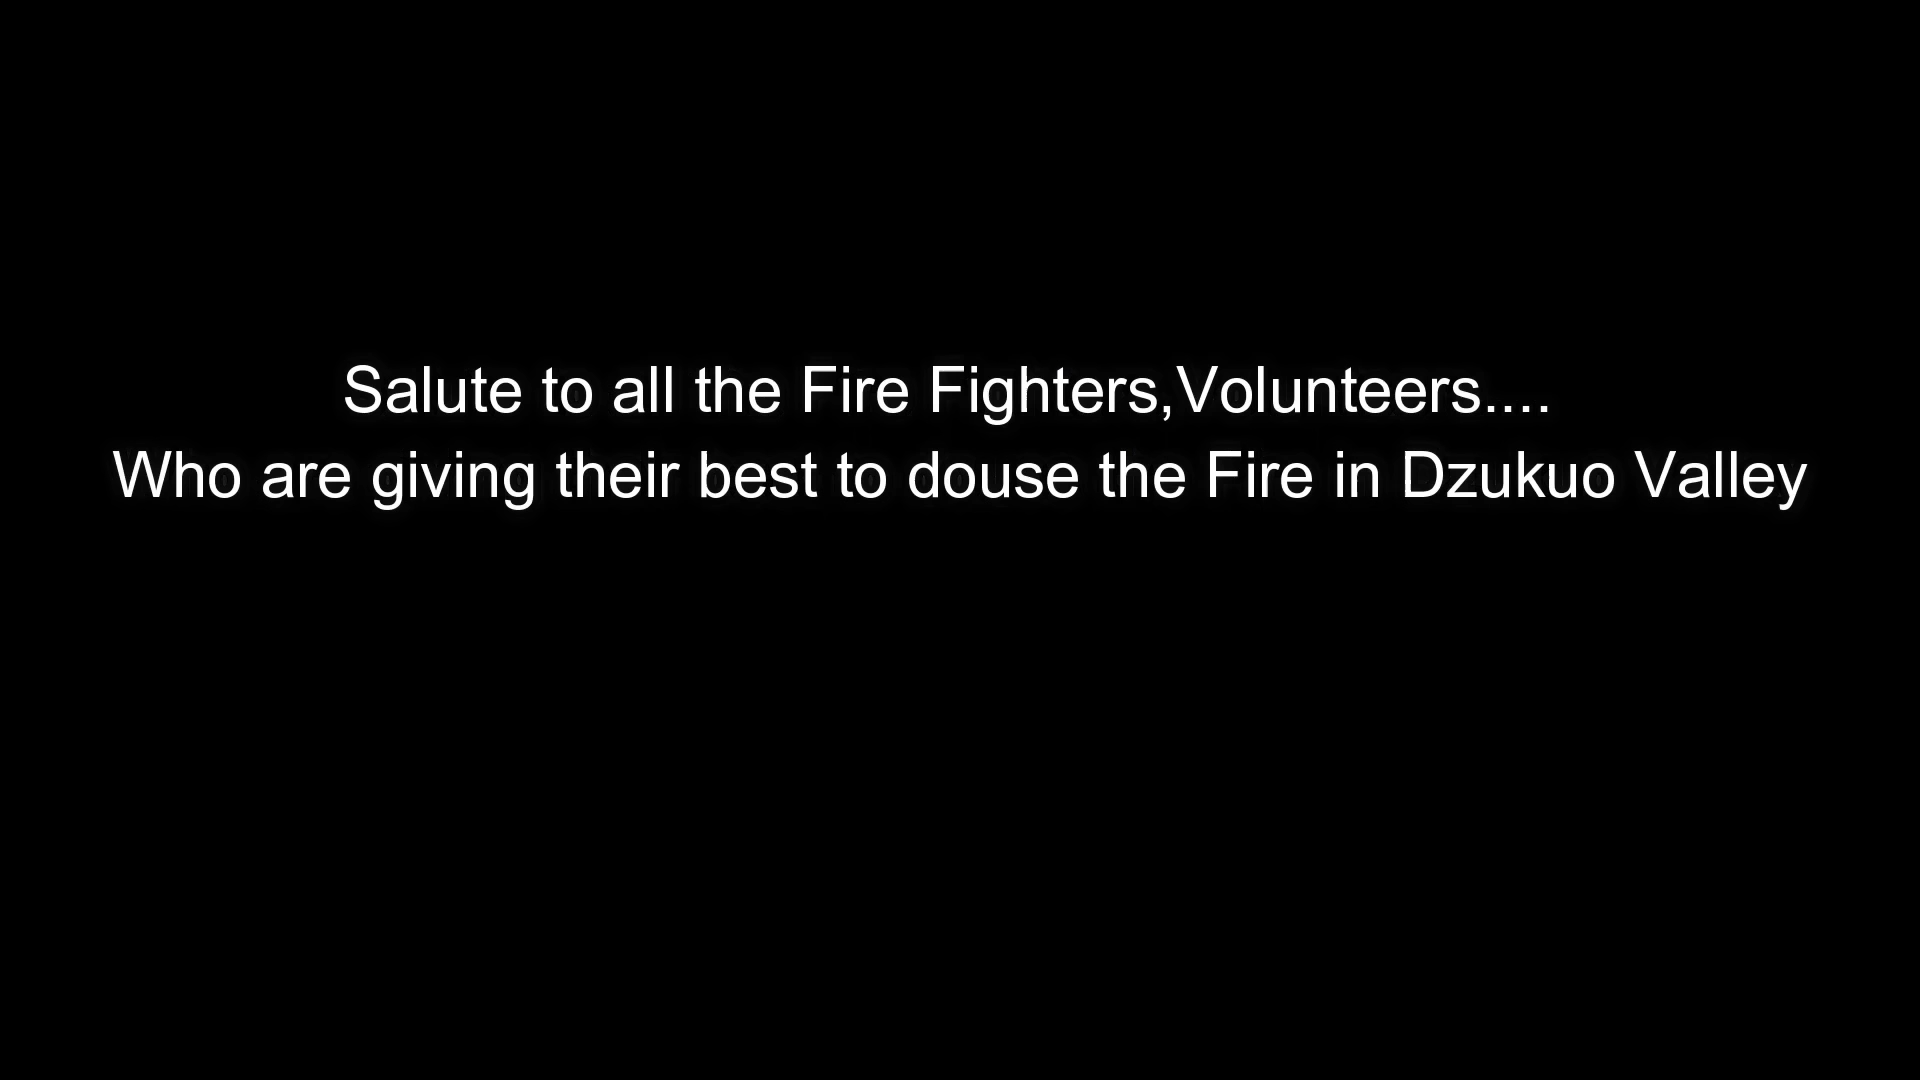 Salute to all the Fire Fighters,Volunteers....
Who are giving their best to douse the Fire in Dzukuo Valley